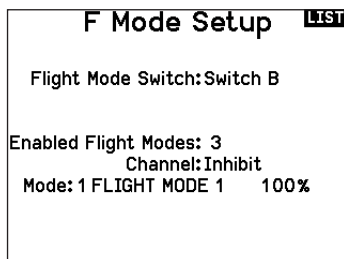 F Mode Setup LIST
Flight Mode Switch: Switch B
Enabled Flight Modes: 3
Channel: Inhibit
Mode: 1 FLIGHT MODE 1 100%